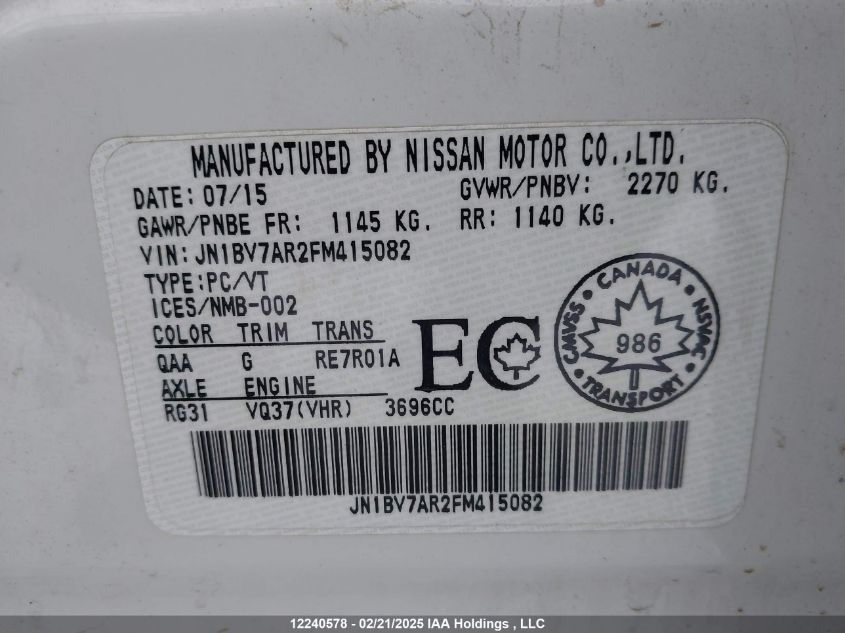 MANUFACTURED BY NISSAN MOTOR CO.,LTD.
DATE: 07/15 GVWR/PNBV: 2270 KG.
GAWR/PNBE FR: 1145 KG. RR: 1140 KG.
VIN: JN1BV7AR2FM415082
TYPE:PC/VT
ICES/NMB-002
COLOR TRIM TRANS
QAA G RE7R01A
AXLE ENGINE
RG31 VQ37(VHR) 3696CC
EC
CANADA
CMVSS • NSVAC
986
TRANSPORT
JN1BV7AR2FM415082
12240578 - 02/21/2025 IAA Holdings , LLC